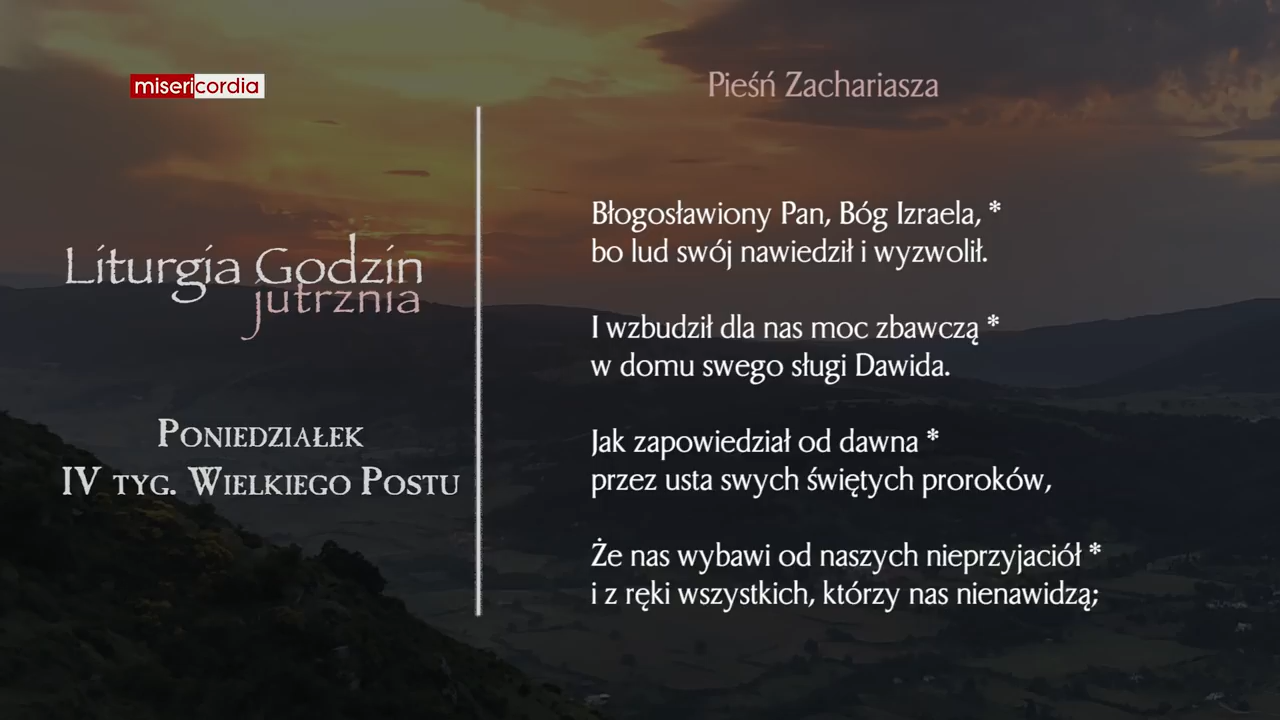 misericordia
Liturgia Godzin
jutrznia
Poniedziałek
IV tyg. Wielkiego Postu
Pieśń Zachariasza
Błogosławiony Pan, Bóg Izraela, *
bo lud swój nawiedził i wyzwolił.
I wzbudził dla nas moc zbawczą *
w domu swego sługi Dawida.
Jak zapowiedział od dawna *
przez usta swych świętych proroków,
Że nas wybawi od naszych nieprzyjaciół *
i z ręki wszystkich, którzy nas nienawidzą;